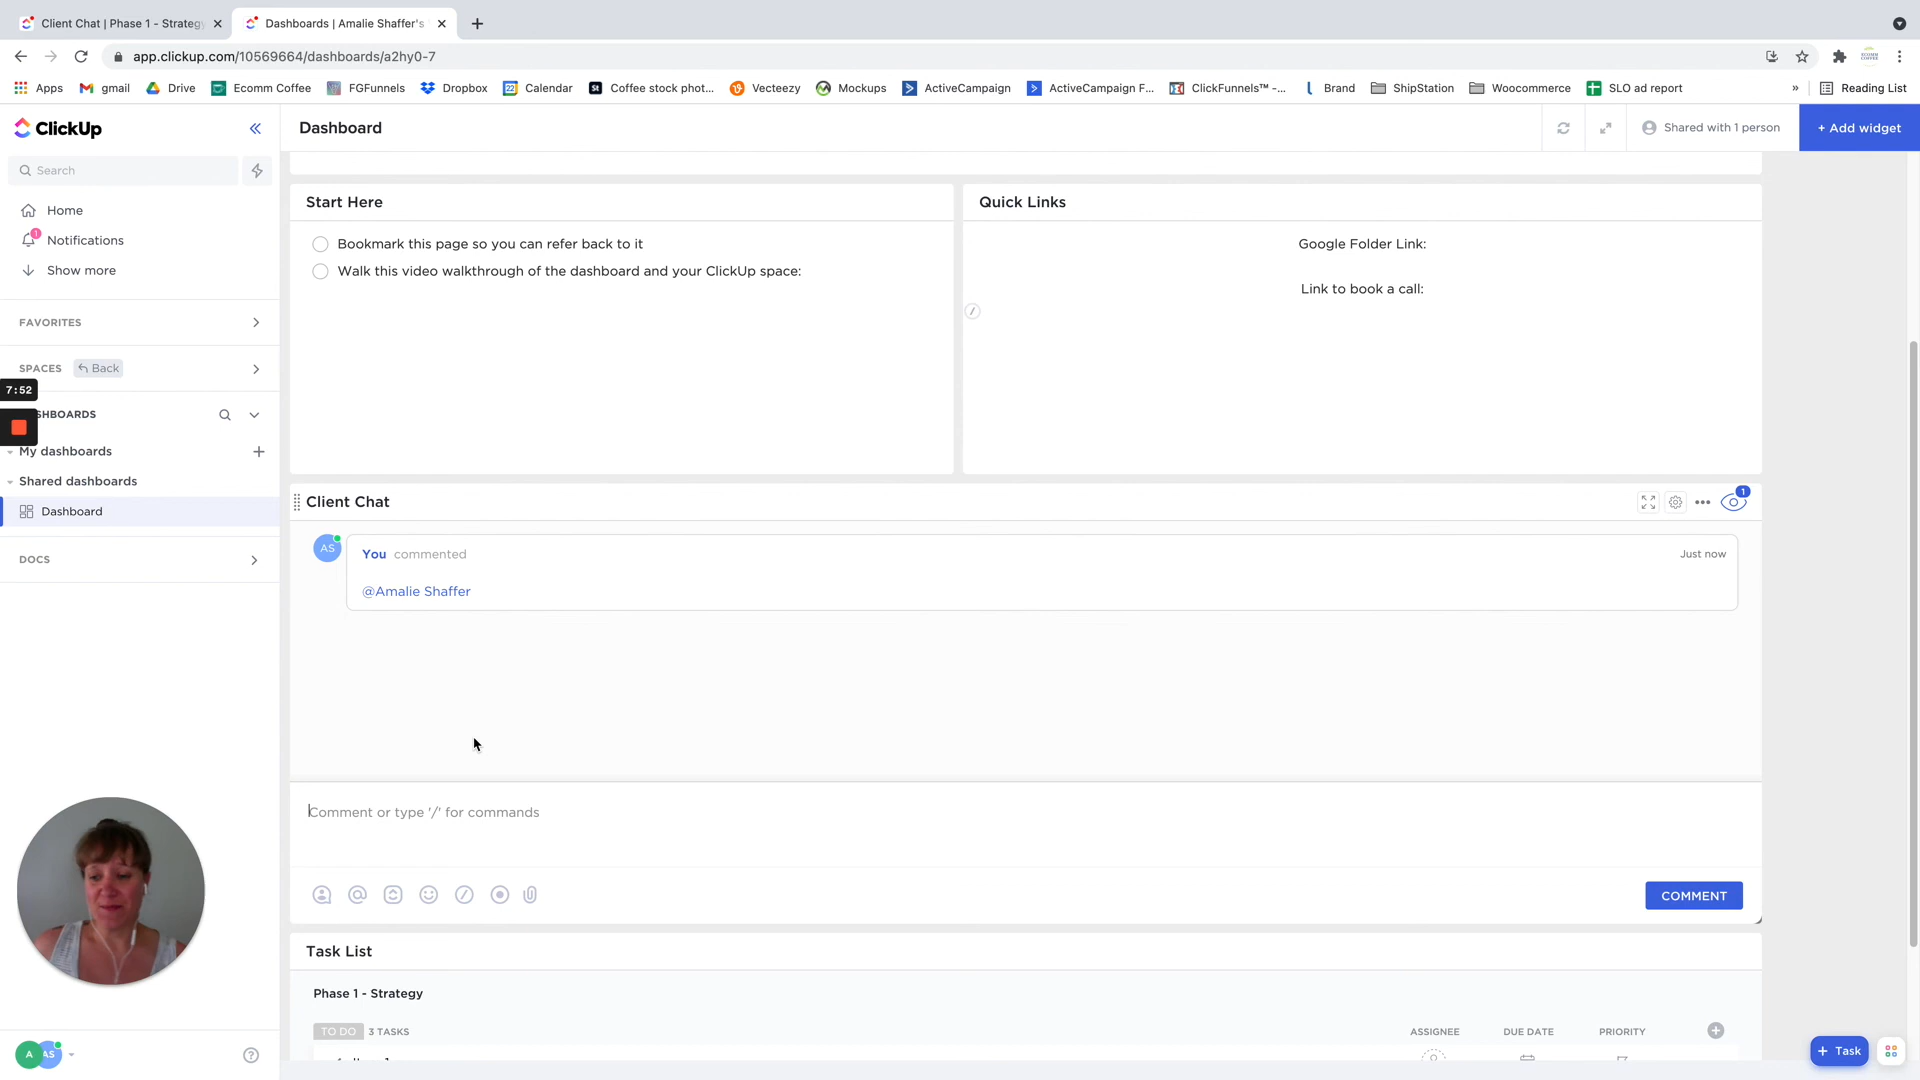 Client Chat | Phase 1 - Strategy
Dashboards | Amalie Shaffer's
app.clickup.com/10569664/dashboards/a2hy0-7
Apps
gmail
Drive
Ecomm Coffee
FGFunnels
Dropbox
22
Calendar
St
Coffee stock phot...
Vecteezy
Mockups
ActiveCampaign
ActiveCampaign F...
ClickFunnels™ -...
Brand
ShipStation
Woocommerce
SLO ad report
»
Reading List
ClickUp
Dashboard
Shared with 1 person
+ Add widget
Search
Home
1
Notifications
Show more
FAVORITES
SPACES
Back
7:52
SHBOARDS
My dashboards
Shared dashboards
Dashboard
DOCS
Start Here
Bookmark this page so you can refer back to it
Walk this video walkthrough of the dashboard and your ClickUp space:
Quick Links
Google Folder Link:
Link to book a call:
Client Chat
1
AS
You commented
Just now
@Amalie Shaffer
Comment or type '/' for commands
COMMENT
Task List
Phase 1 - Strategy
TO DO
3 TASKS
ASSIGNEE
DUE DATE
PRIORITY
A
AS
+ Task